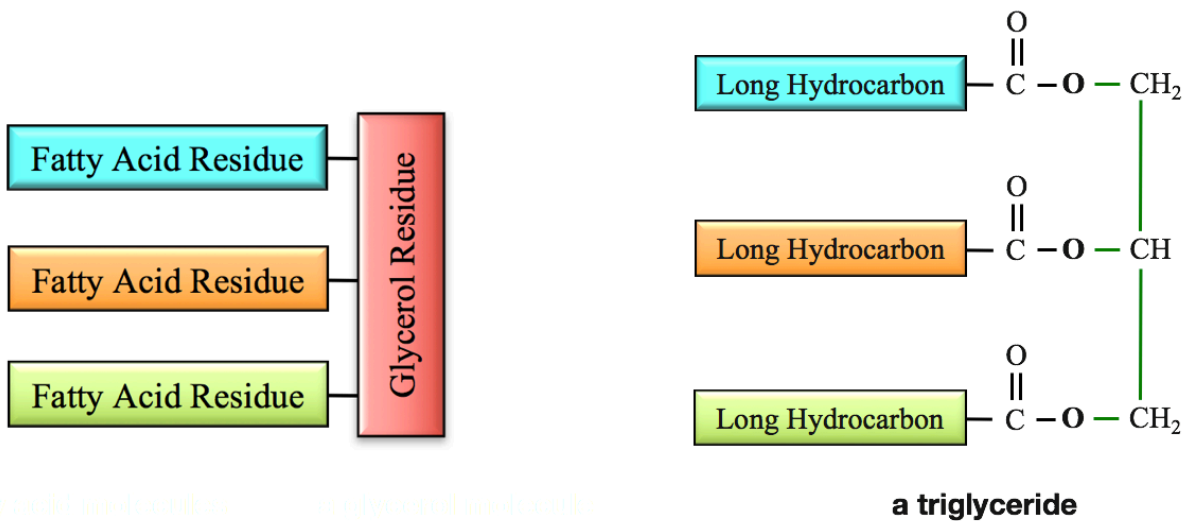 Fatty Acid Residue
Fatty Acid Residue
Fatty Acid Residue
Glycerol Residue
O
Long Hydrocarbon C O CH₂
O
Long Hydrocarbon C O CH
O
Long Hydrocarbon C O CH₂
a triglyceride